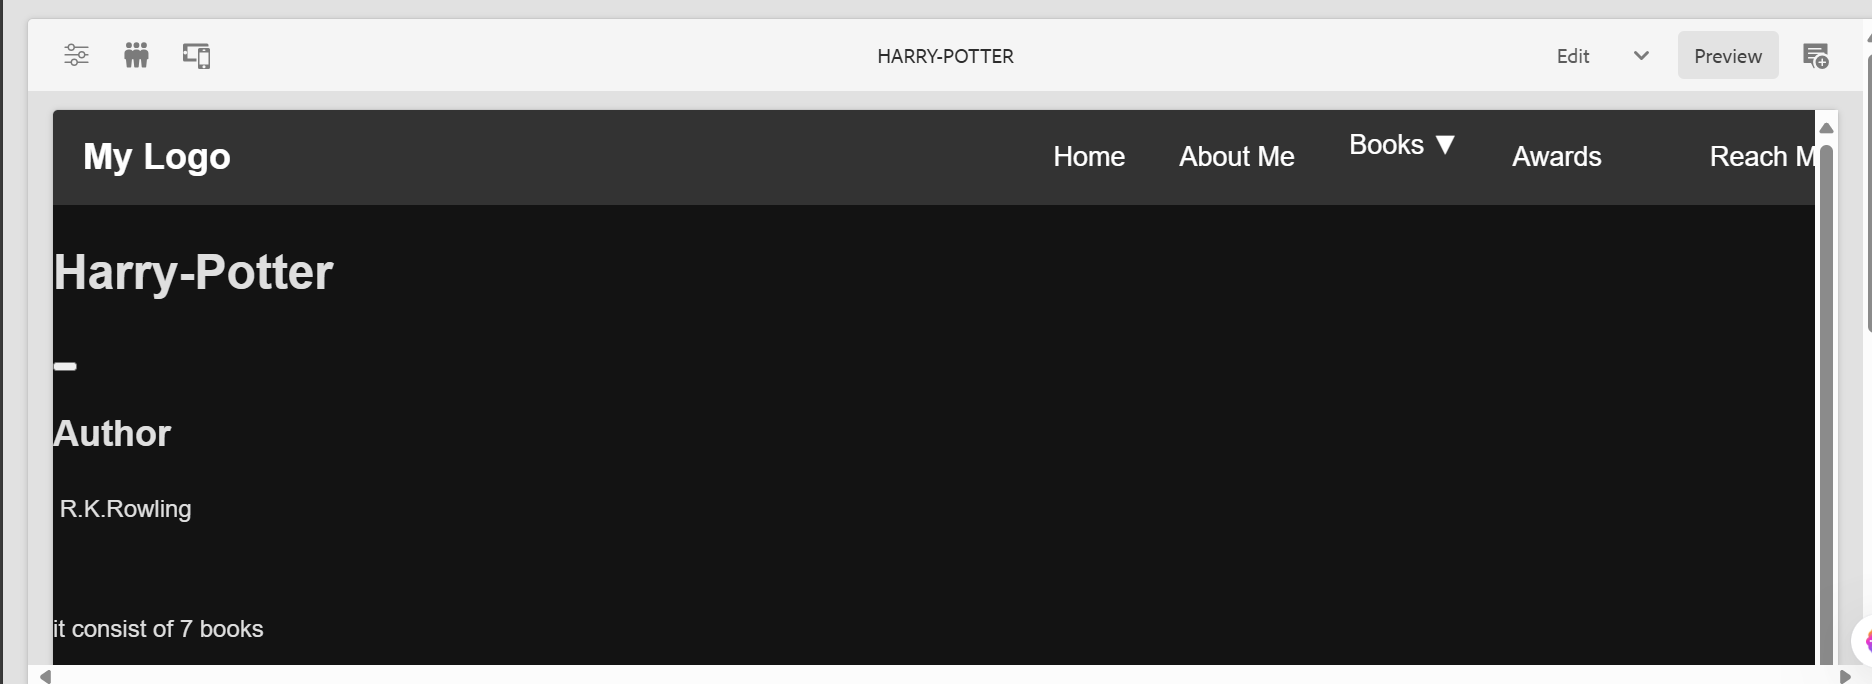 HARRY-POTTER
Edit
Preview
My Logo
Home
About Me
Books ▼
Awards
Reach M
Harry-Potter
Author
R.K.Rowling
it consist of 7 books